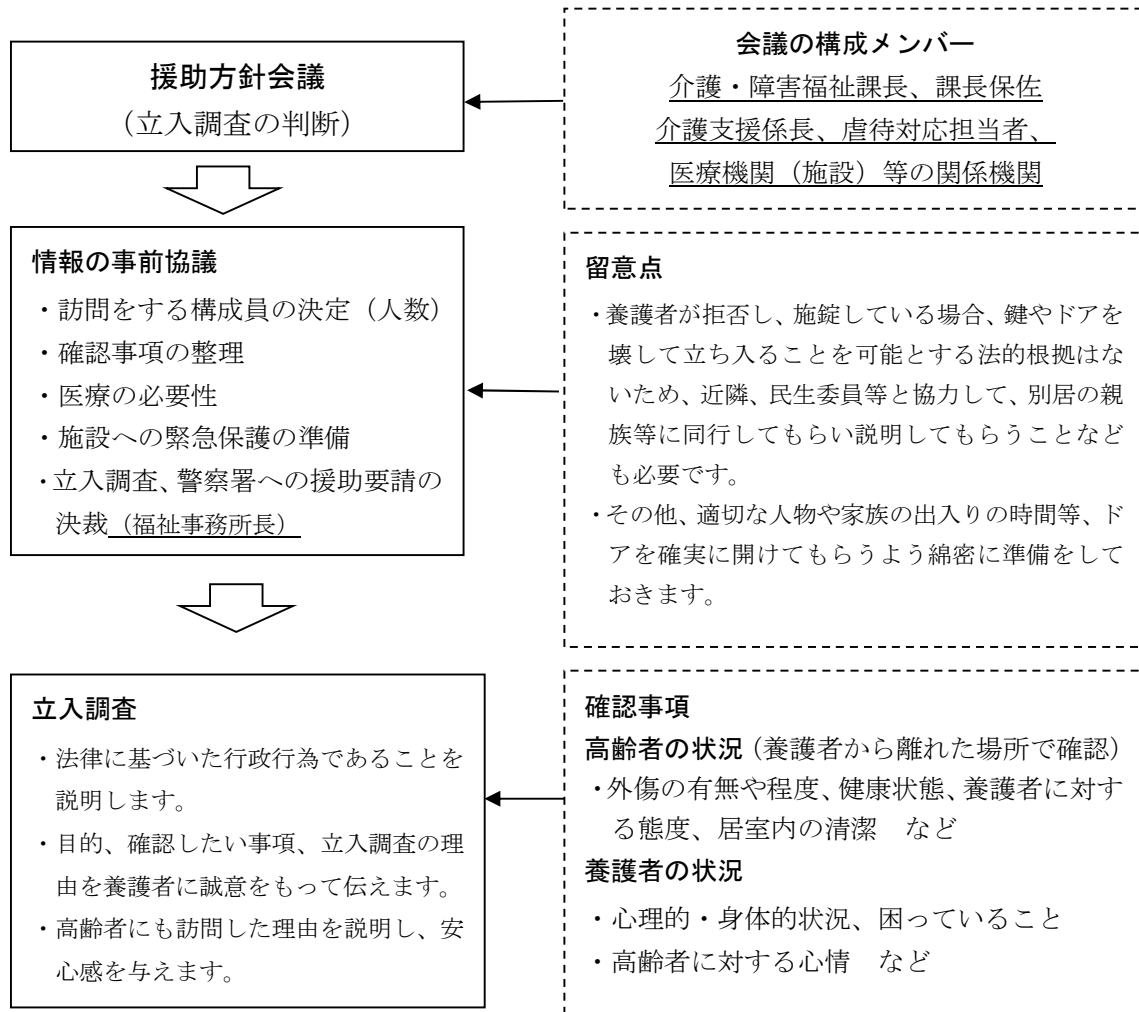 援助方針会議
（立入調査の判断）
会議の構成メンバー
介護・障害福祉課長、課長保佐
介護支援係長、虐待対応担当者、
医療機関（施設）等の関係機関
情報の事前協議
・訪問をする構成員の決定（人数）
・確認事項の整理
・医療の必要性
・施設への緊急保護の準備
・立入調査、警察署への援助要請の
決裁（福祉事務所長）
留意点
・養護者が拒否し、施錠している場合、鍵やドアを
壊して立ち入ることを可能とする法的根拠はな
いため、近隣、民生委員等と協力して、別居の親
族等に同行してもらい説明してもらうことなど
も必要です。
・その他、適切な人物や家族の出入りの時間等、ド
アを確実に開けてもらうよう綿密に準備をして
おきます。
立入調査
・法律に基づいた行政行為であることを
説明します。
・目的、確認したい事項、立入調査の理
由を養護者に誠意をもって伝えます。
・高齢者にも訪問した理由を説明し、安
心感を与えます。
確認事項
高齢者の状況（養護者から離れた場所で確認）
・外傷の有無や程度、健康状態、養護者に対す
る態度、居室内の清潔　など
養護者の状況
・心理的・身体的状況、困っていること
・高齢者に対する心情　など